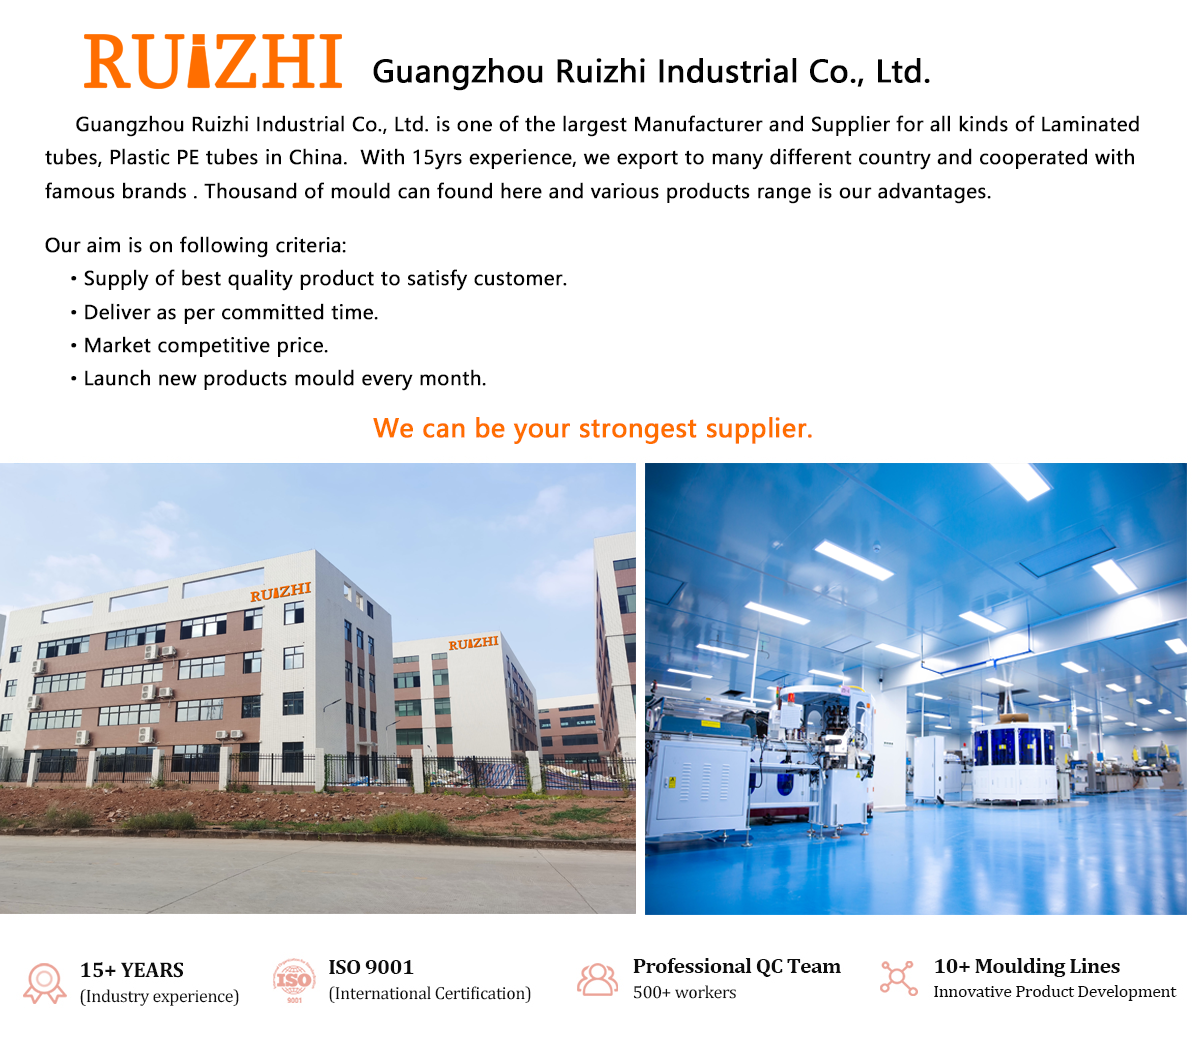 RUIZHI Guangzhou Ruizhi Industrial Co., Ltd.
Guangzhou Ruizhi Industrial Co., Ltd. is one of the largest Manufacturer and Supplier for all kinds of Laminated
tubes, Plastic PE tubes in China. With 15yrs experience, we export to many different country and cooperated with
famous brands . Thousand of mould can found here and various products range is our advantages.
Our aim is on following criteria:
• Supply of best quality product to satisfy customer.
• Deliver as per committed time.
• Market competitive price.
• Launch new products mould every month.
We can be your strongest supplier.
RUIZHI
RUIZHI
15+ YEARS
(Industry experience)
ISO
9001
ISO 9001
(International Certification)
Professional QC Team
500+ workers
10+ Moulding Lines
Innovative Product Development